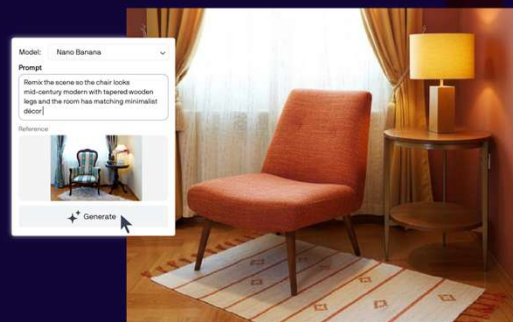 Model: Nano Banana
Prompt
Remix the scene so the chair looks
mid-century modern with tapered wooden
legs and the room has matching minimalist
décor
Reference
Generate